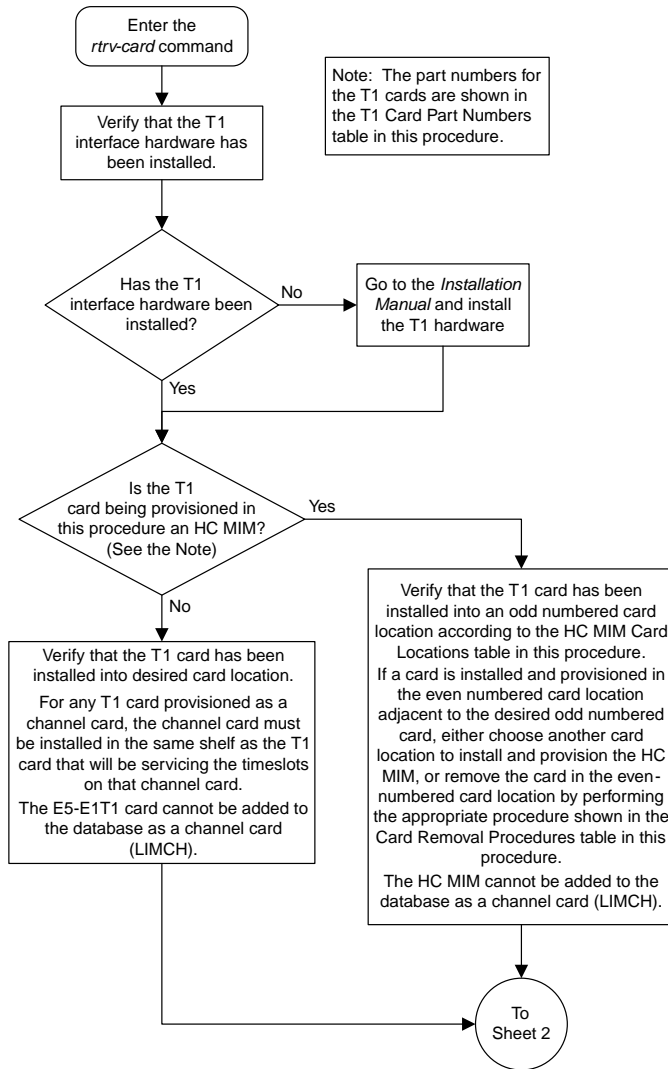 Enter the
rtrv-card command
Note:  The part numbers for
the T1 cards are shown in
the T1 Card Part Numbers
table in this procedure.
Verify that the T1
interface hardware has
been installed.
Has the T1
interface hardware been
installed?
No
Go to the Installation
Manual and install
the T1 hardware
Yes
Is the T1
card being provisioned in
this procedure an HC MIM?
(See the Note)
Yes
No
Verify that the T1 card has been
installed into desired card location.
For any T1 card provisioned as a
channel card, the channel card must
be installed in the same shelf as the T1
card that will be servicing the timeslots
on that channel card.
The E5-E1T1 card cannot be added to
the database as a channel card
(LIMCH).
Verify that the T1 card has been
installed into an odd numbered card
location according to the HC MIM Card
Locations table in this procedure.
If a card is installed and provisioned in
the even numbered card location
adjacent to the desired odd numbered
card, either choose another card
location to install and provision the HC
MIM, or remove the card in the even-
numbered card location by performing
the appropriate procedure shown in the
Card Removal Procedures table in this
procedure.
The HC MIM cannot be added to the
database as a channel card (LIMCH).
To
Sheet 2